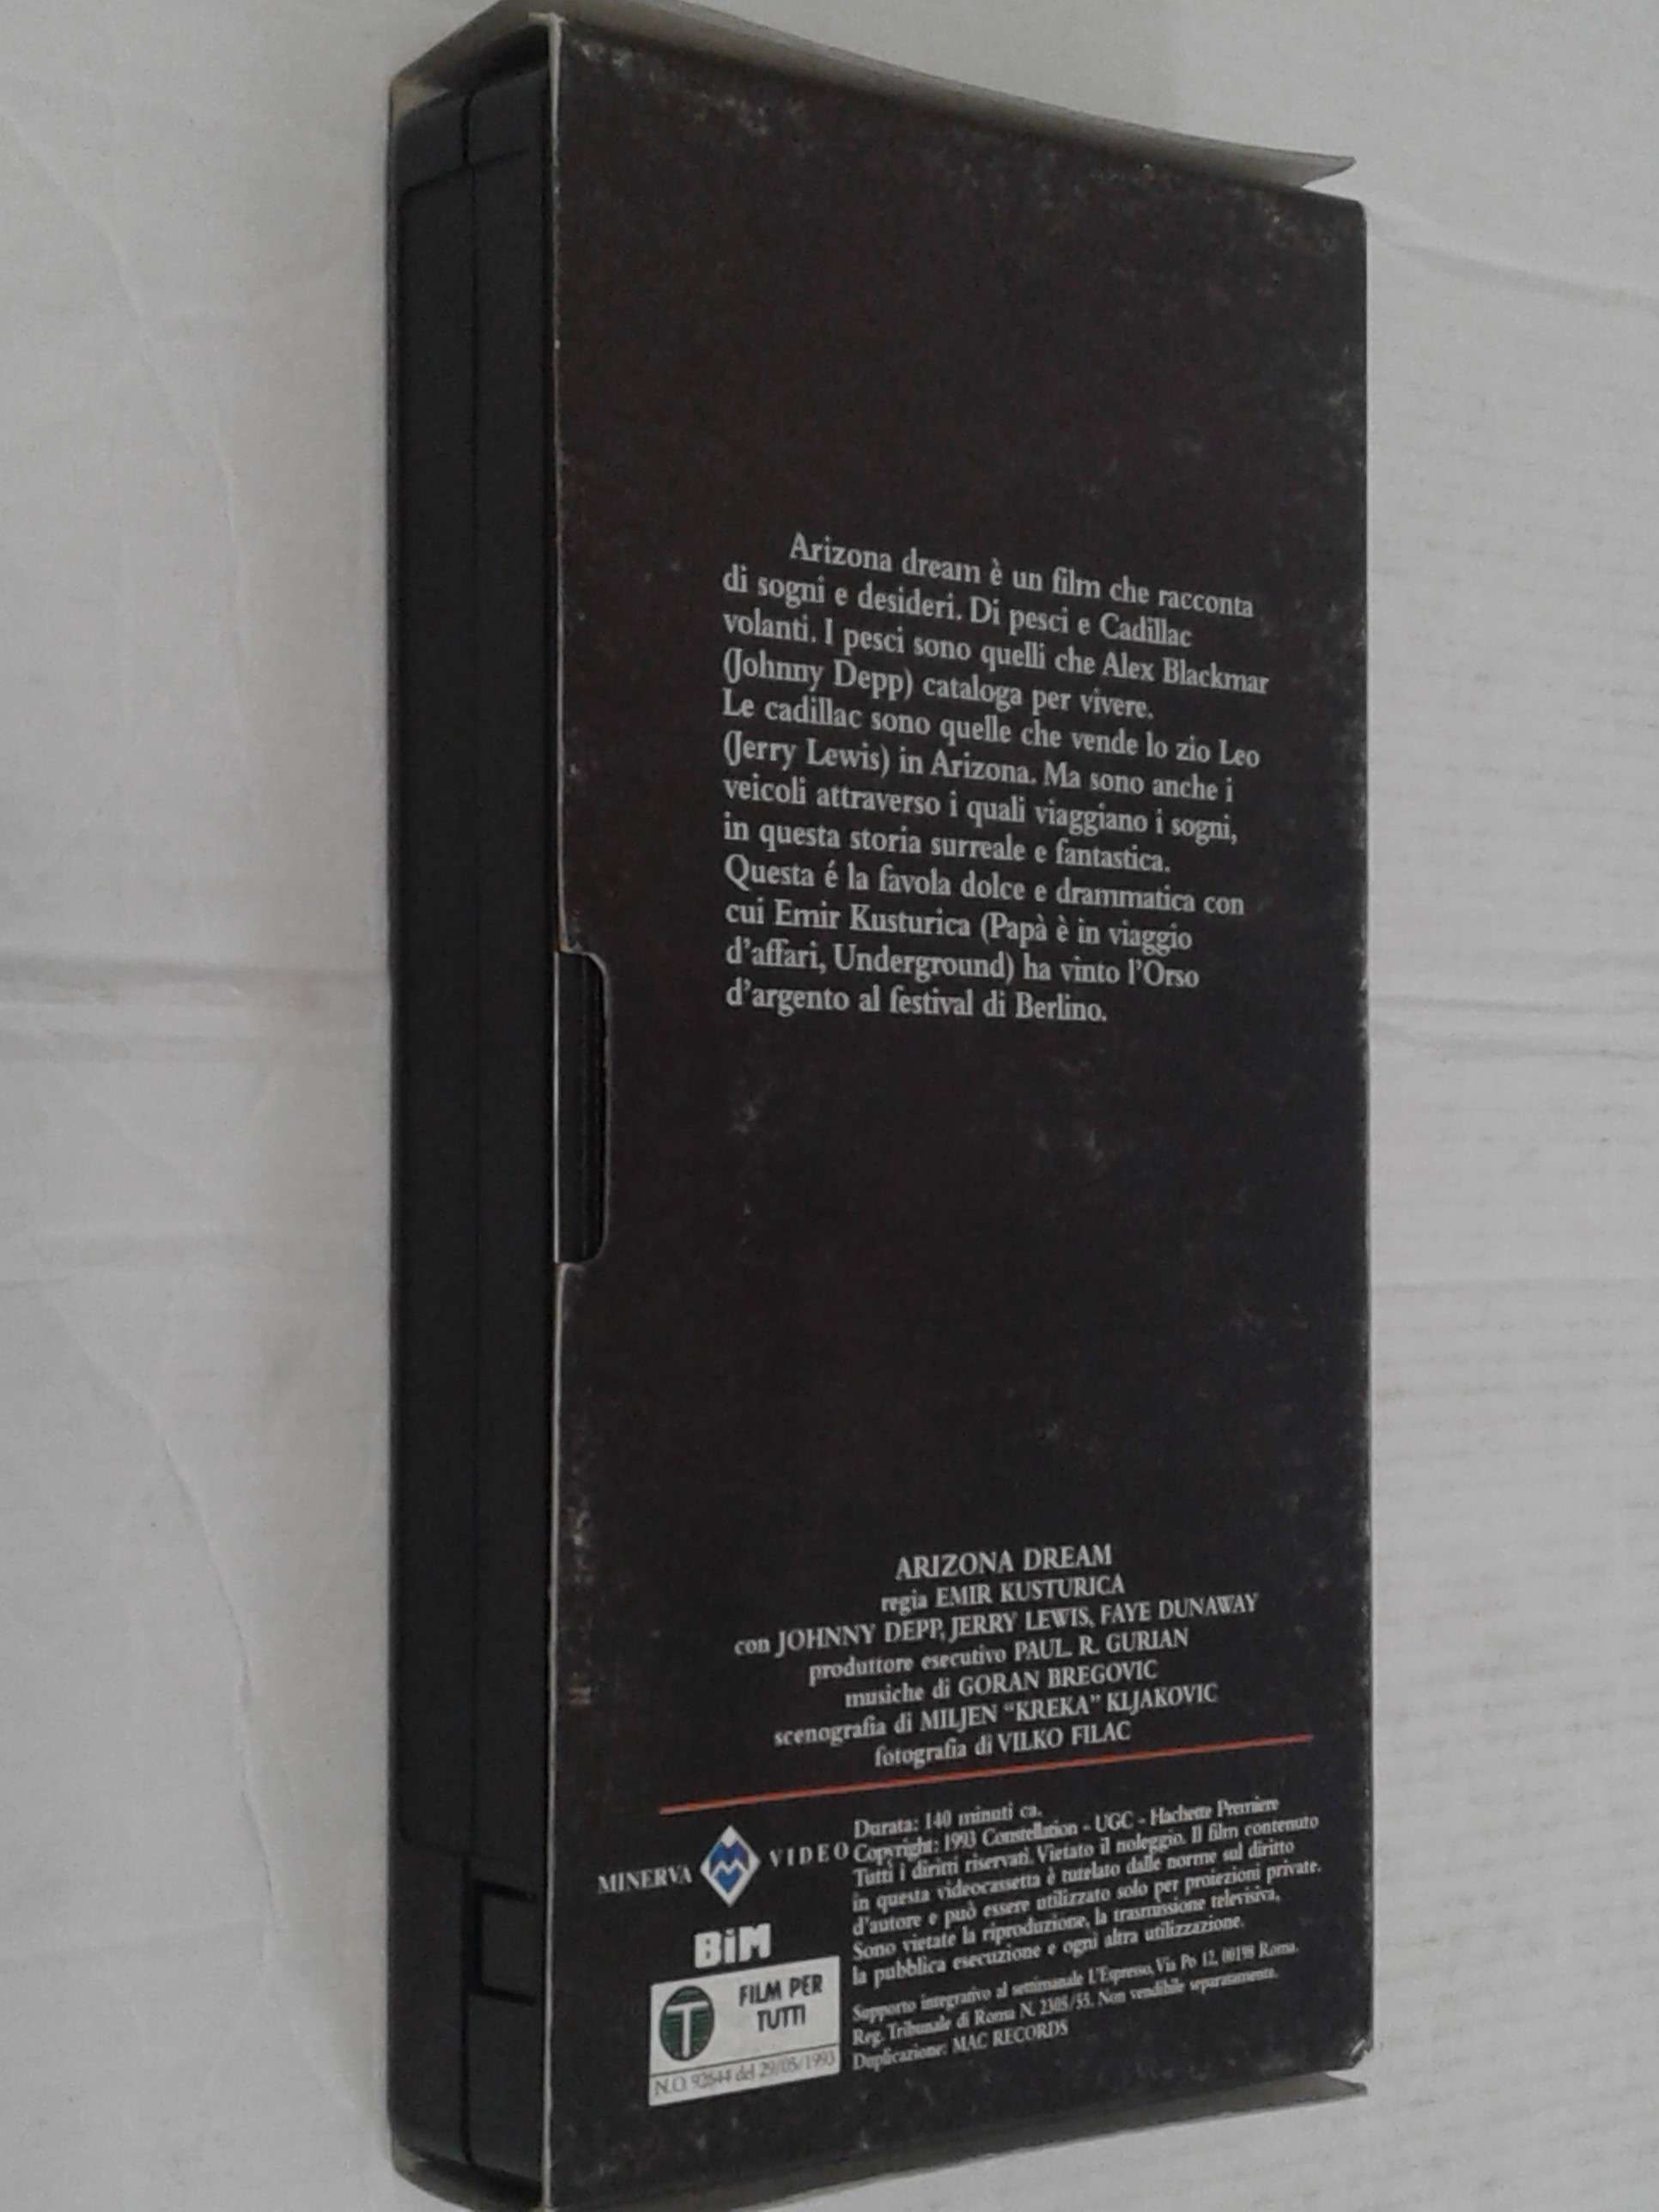 Arizona dream è un film che racconta
di sogni e desideri. Di pesci e Cadillac
volanti. I pesci sono quelli che Alex Blackmar
(Johnny Depp) cataloga per vivere.
Le cadillac sono quelle che vende lo zio Leo
(Jerry Lewis) in Arizona. Ma sono anche i
veicoli attraverso i quali viaggiano i sogni,
in questa storia surreale e fantastica.
Questa é la favola dolce e drammatica con
cui Emir Kusturica (Papà è in viaggio
d'affari, Underground) ha vinto l'Orso
d'argento al festival di Berlino.
ARIZONA DREAM
regia EMIR KUSTURICA
con JOHNNY DEPP, JERRY LEWIS, FAYE DUNAWAY
produttore esecutivo PAUL R. GURIAN
musiche di GORAN BREGOVIC
scenografia di MILJEN “KREKA” KLJAKOVIC
fotografia di VILKO FILAC
MINERVA VIDEO
BiM
T FILM PER
TUTTI
N.O. 92644 del 29/05/1993
Durata: 140 minuti ca.
Copyright: 1993 Constellation - UGC - Hachette Premiere
Tutti i diritti riservati. Vietato il noleggio. Il film contenuto
in questa videocassetta è tutelato dalle norme sul diritto
d'autore e può essere utilizzato solo per proiezioni private.
Sono vietate la riproduzione, la trasmissione televisiva,
la pubblica esecuzione e ogni altra utilizzazione.
Supporto integrativo al settimanale L'Espresso, Via Po 12, 00198 Roma.
Reg. Tribunale di Roma N. 2305/55. Non vendibile separatamente.
Duplicazione: MAC RECORDS